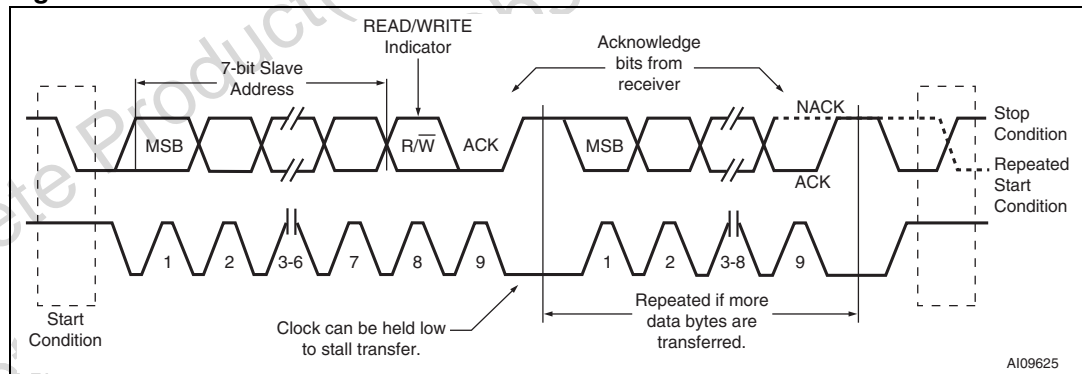 READ/WRITE
Indicator
Acknowledge
bits from
receiver
7-bit Slave
Address
NACK
Stop
Condition
MSB
R/W
ACK
MSB
ACK
Repeated
Start
Condition
1
2
3-6
7
8
9
1
2
3-8
9
Start
Condition
Clock can be held low
to stall transfer.
Repeated if more
data bytes are
transferred.
AI09625